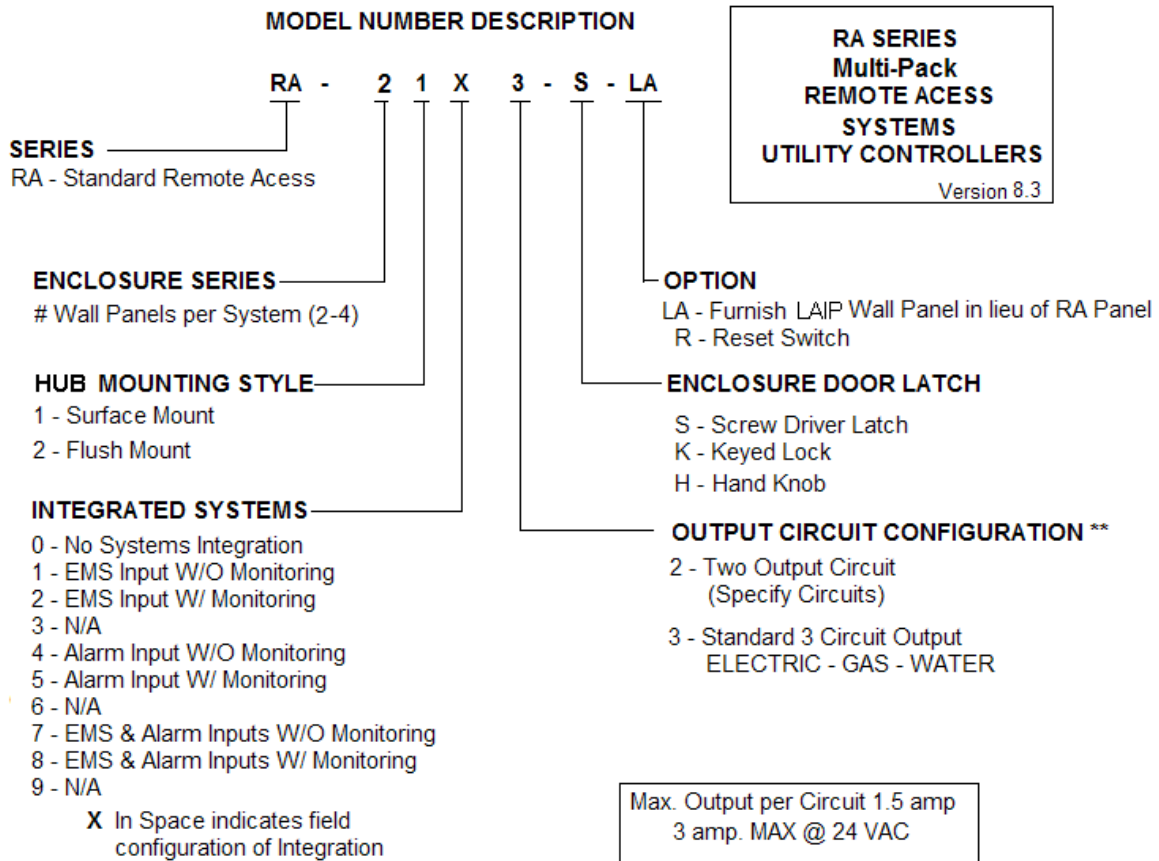 MODEL NUMBER DESCRIPTION
RA - 2 1 X 3 - S - LA
RA SERIES
Multi-Pack
REMOTE ACESS
SYSTEMS
UTILITY CONTROLLERS
Version 8.3
SERIES
RA - Standard Remote Acess
ENCLOSURE SERIES
# Wall Panels per System (2-4)
HUB MOUNTING STYLE
1 - Surface Mount
2 - Flush Mount
INTEGRATED SYSTEMS
0 - No Systems Integration
1 - EMS Input W/O Monitoring
2 - EMS Input W/ Monitoring
3 - N/A
4 - Alarm Input W/O Monitoring
5 - Alarm Input W/ Monitoring
6 - N/A
7 - EMS & Alarm Inputs W/O Monitoring
8 - EMS & Alarm Inputs W/ Monitoring
9 - N/A
X In Space indicates field
configuration of Integration
OPTION
LA - Furnish LAIP Wall Panel in lieu of RA Panel
R - Reset Switch
ENCLOSURE DOOR LATCH
S - Screw Driver Latch
K - Keyed Lock
H - Hand Knob
OUTPUT CIRCUIT CONFIGURATION **
2 - Two Output Circuit
(Specify Circuits)
3 - Standard 3 Circuit Output
ELECTRIC - GAS - WATER
Max. Output per Circuit 1.5 amp
3 amp. MAX @ 24 VAC